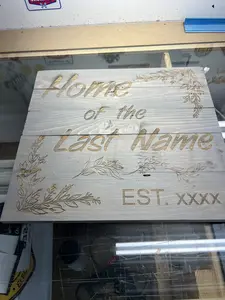 Home
of the
Last Name
EST. XXXX